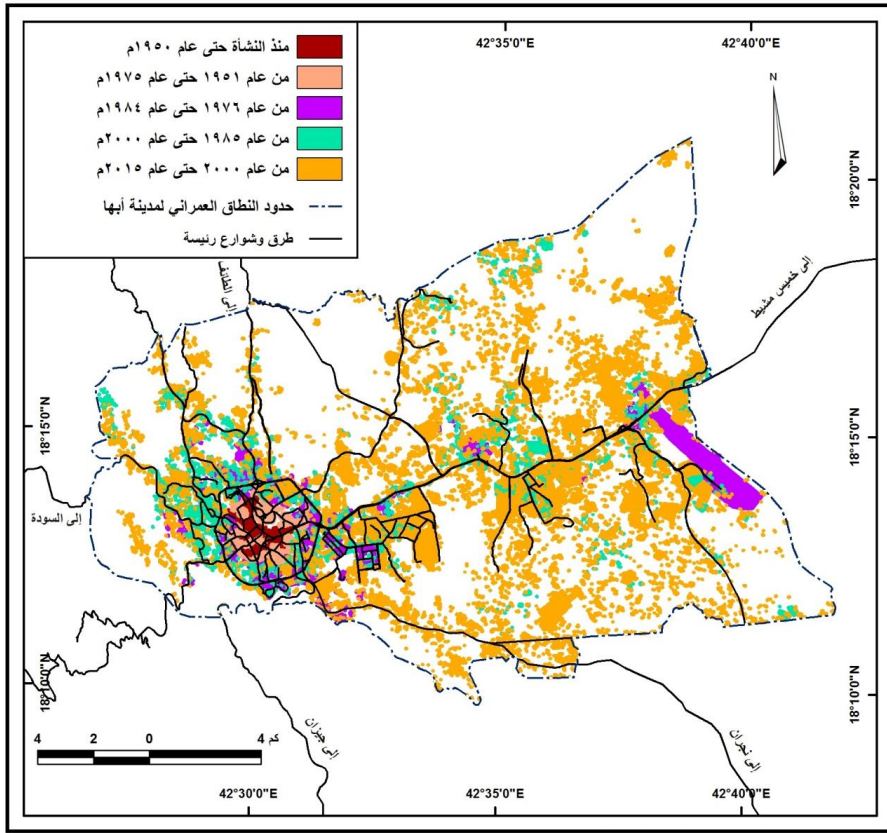 42°35'0"E
42°40'0"E
منذ النشأة حتى عام ١٩٥٠م
من عام ١٩٥١ حتى عام ١٩٧٥م
من عام ١٩٧٦ حتى عام ١٩٨٤م
من عام ١٩٨٥ حتى عام ٢٠٠٠م
من عام ٢٠٠٠ حتى عام ٢٠١٥م
حدود النطاق العمراني لمدينة أبها
طرق وشوارع رئيسة
N
18°20'0"N
إلى الطائف
إلى خميس مشيط
18°15'0"N
18°15'0"N
إلى السودة
18°10'0"N
18°10'0"N
إلى جيزان
إلى نجران
4 2 0 4 كم
42°30'0"E
42°35'0"E
42°40'0"E